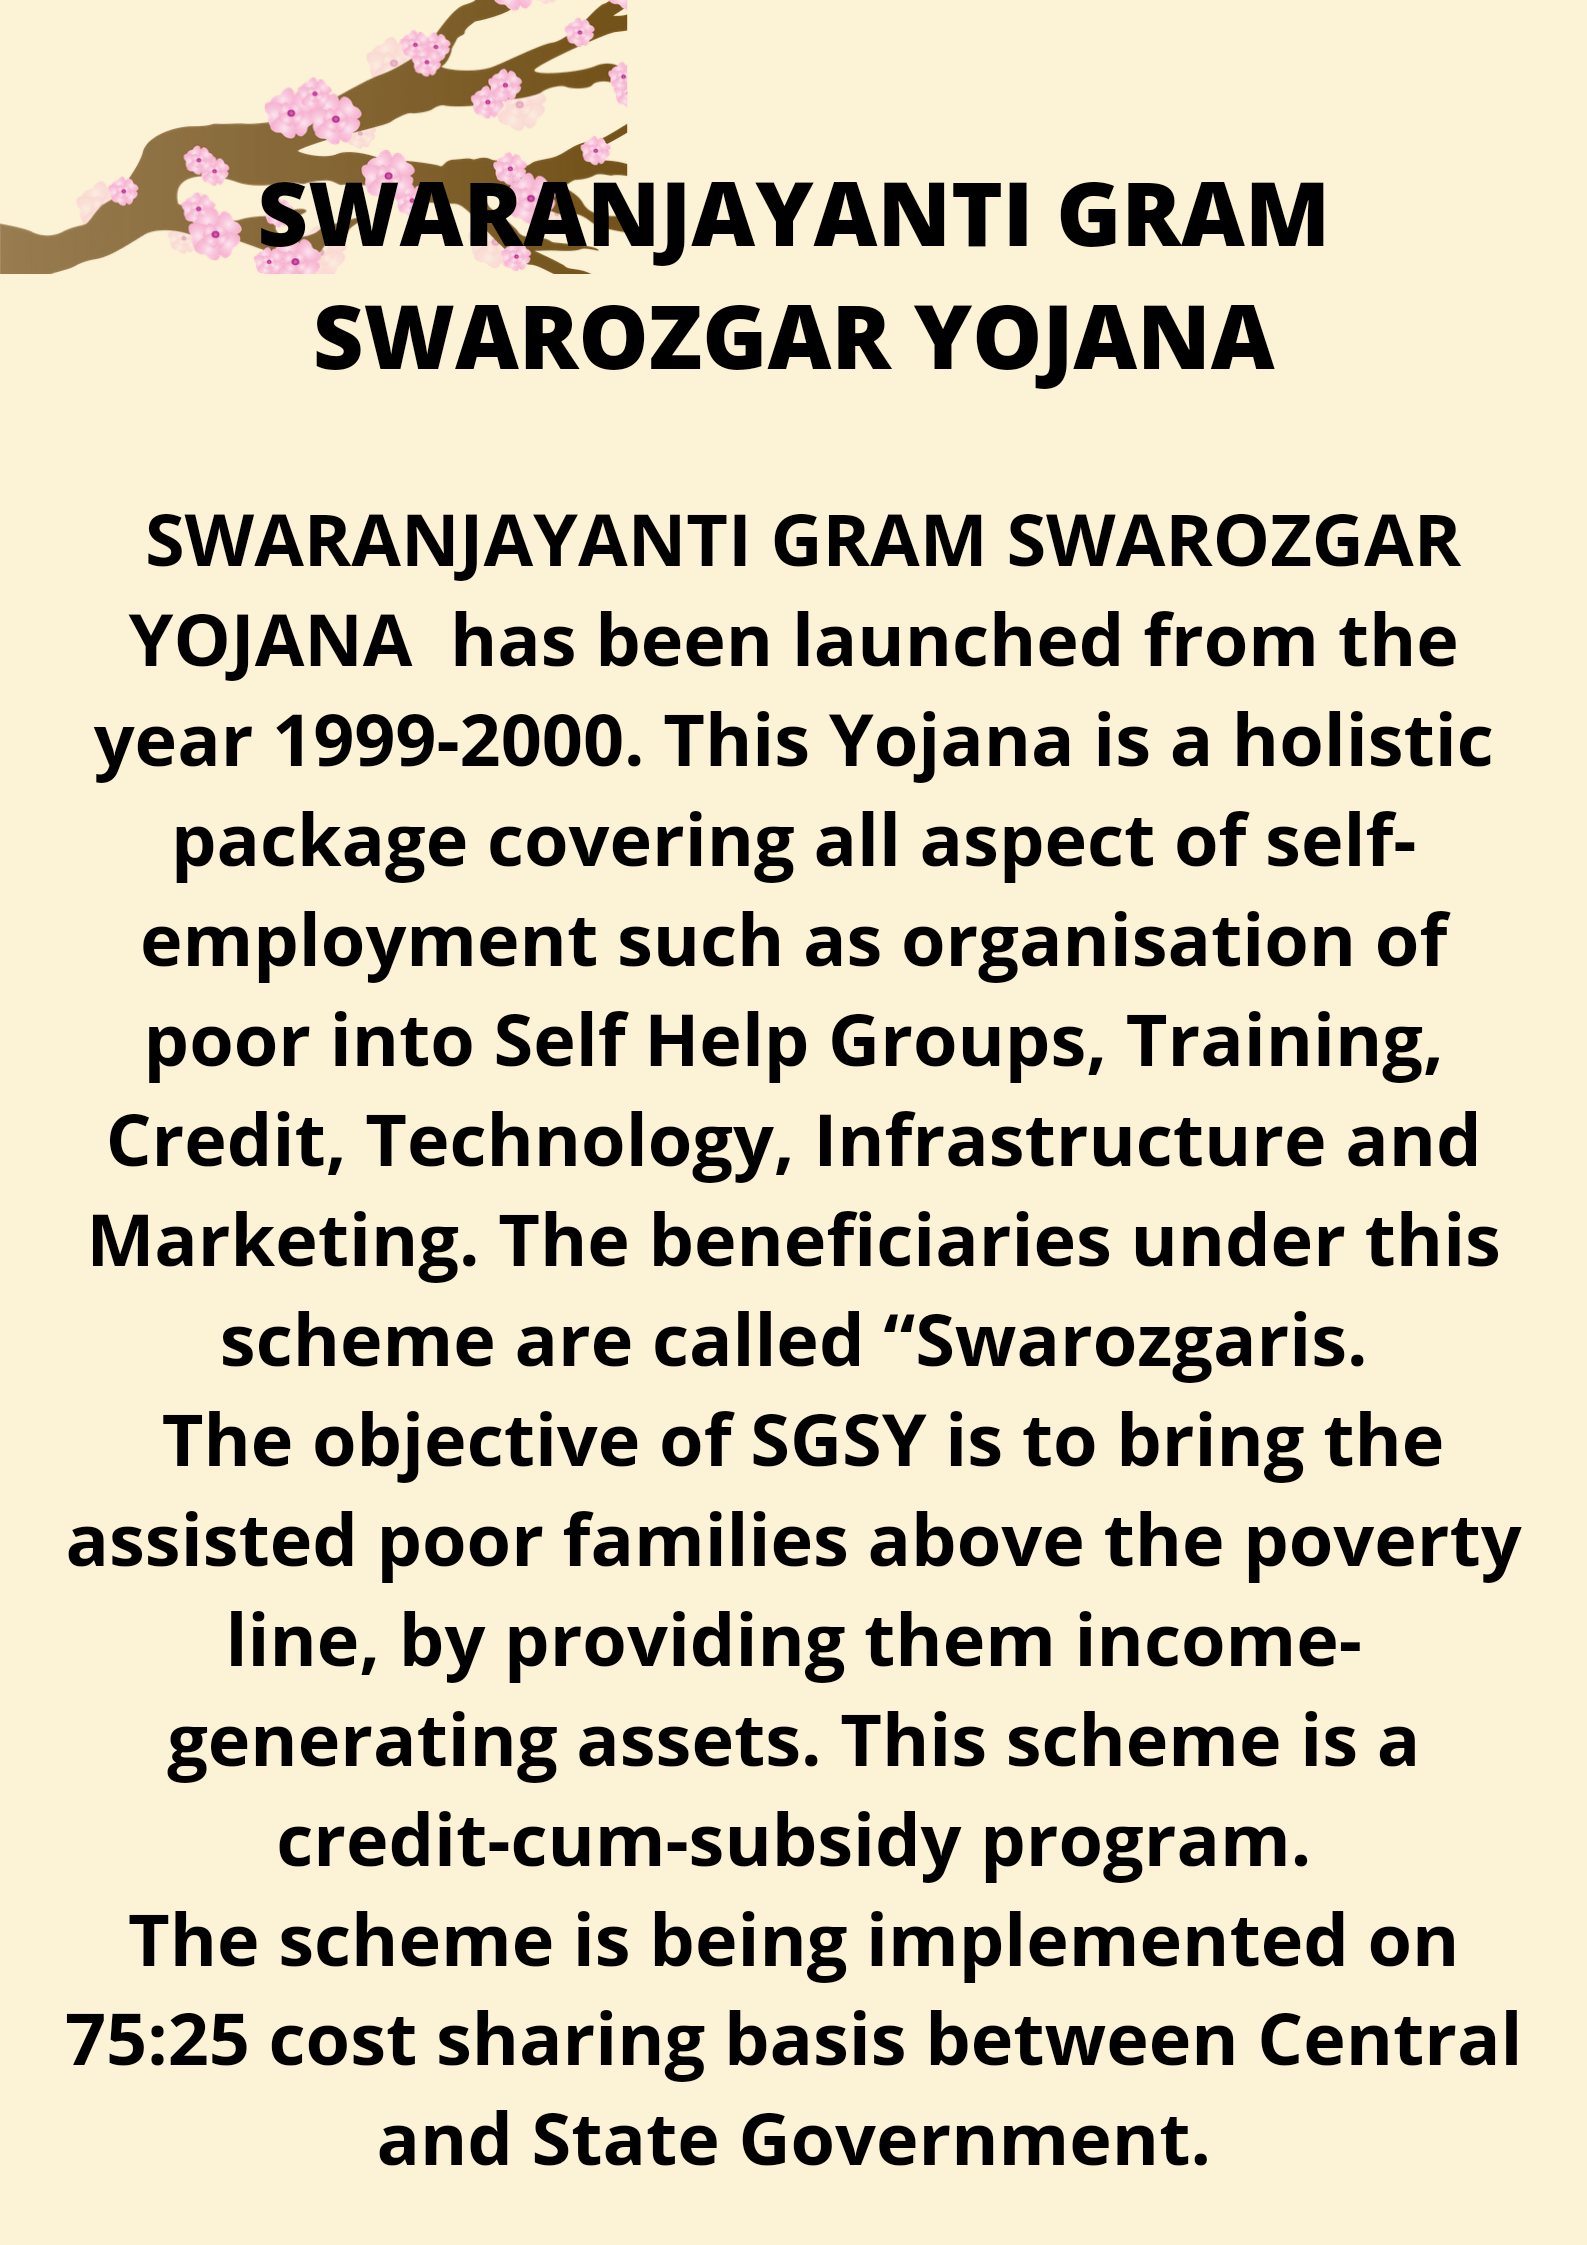 SWARANJAYANTI GRAM
SWAROZGAR YOJANA
SWARANJAYANTI GRAM SWAROZGAR
YOJANA  has been launched from the
year 1999-2000. This Yojana is a holistic
package covering all aspect of self-
employment such as organisation of
poor into Self Help Groups, Training,
Credit, Technology, Infrastructure and
Marketing. The beneficiaries under this
scheme are called “Swarozgaris.
The objective of SGSY is to bring the
assisted poor families above the poverty
line, by providing them income-
generating assets. This scheme is a
credit-cum-subsidy program.
The scheme is being implemented on
75:25 cost sharing basis between Central
and State Government.